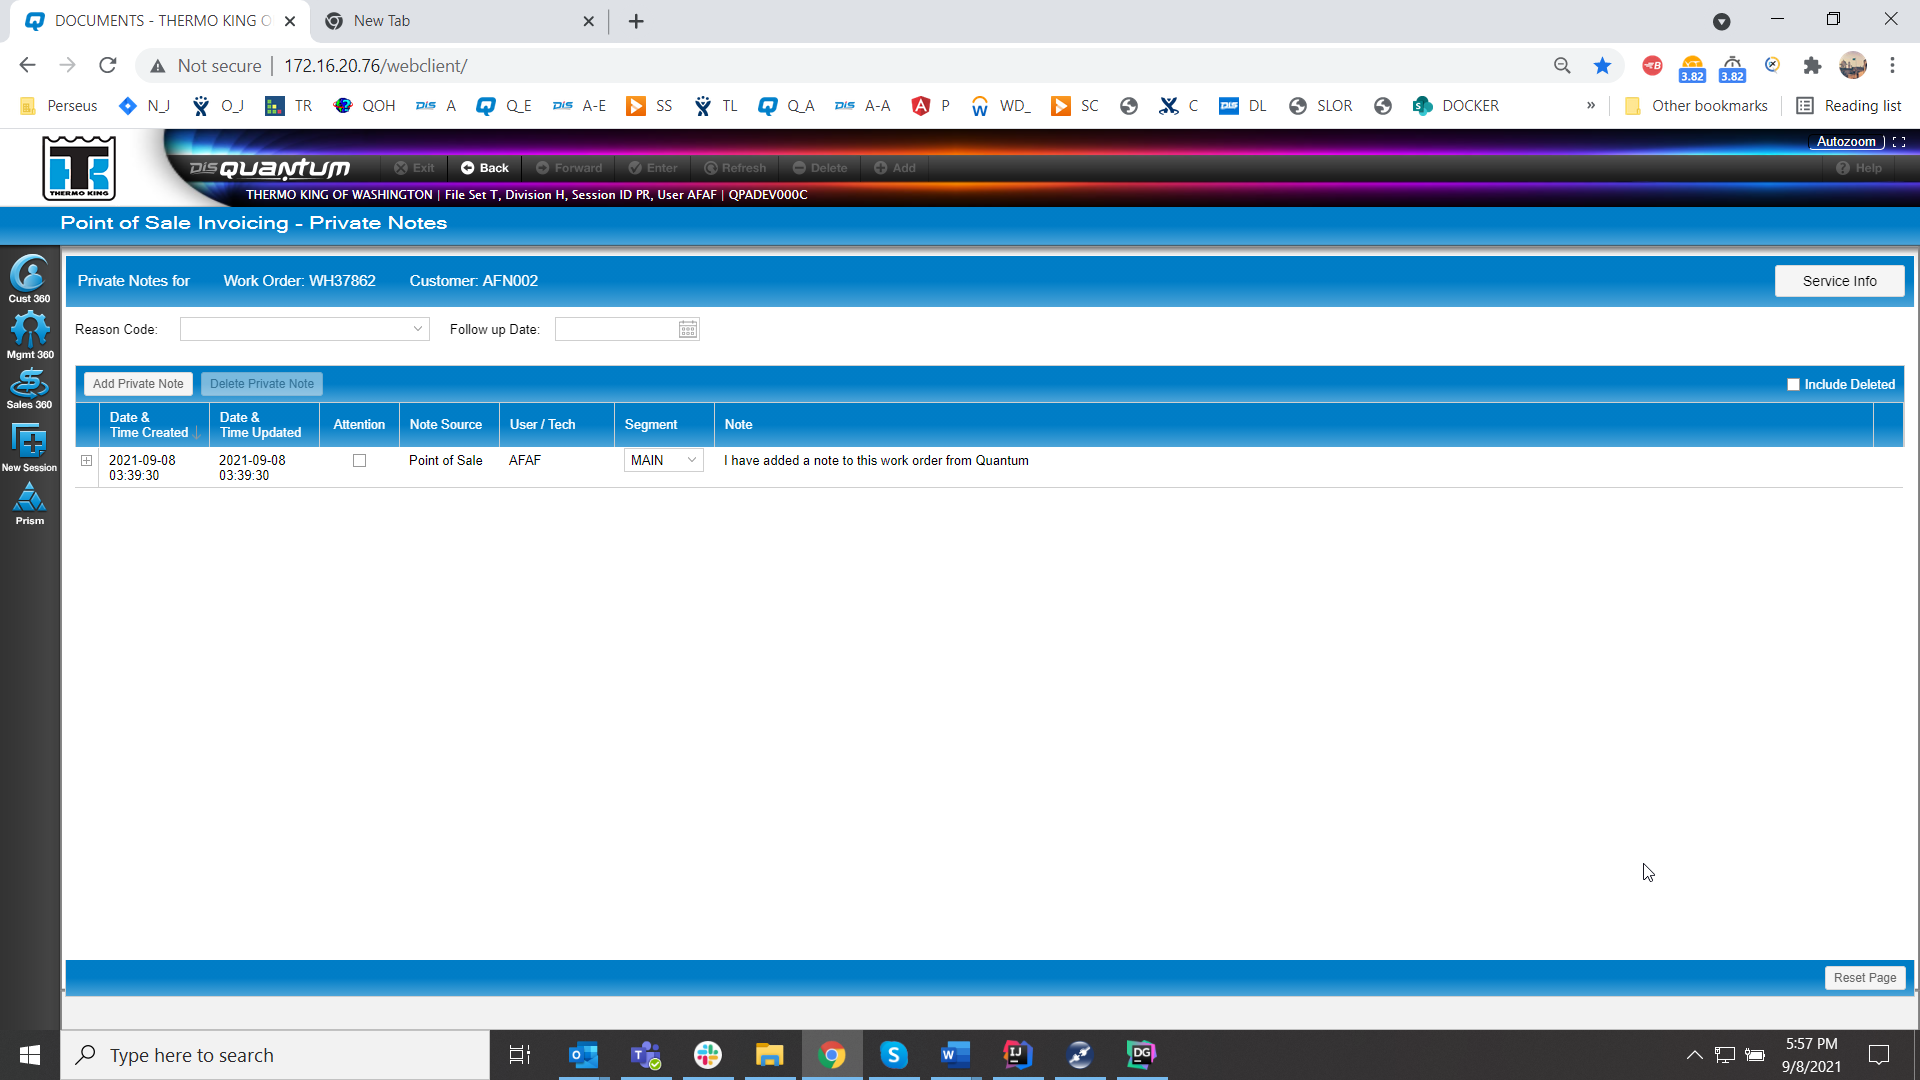 DOCUMENTS - THERMO KING O
New Tab
Not secure
172.16.20.76/webclient/
3.82
3.82
Perseus
N_J
O_J
TR
QOH
DIS
A
Q_E
DIS
A-E
SS
TL
Q_A
DIS
A-A
P
WD_
SC
C
DIS
DL
SLOR
DOCKER
»
Other bookmarks
Reading list
THERMO KING
DIS QUANTUM
Exit
Back
Forward
Enter
Refresh
Delete
Add
Autozoom
Help
THERMO KING OF WASHINGTON | File Set T, Division H, Session ID PR, User AFAF | QPADEV000C
Point of Sale Invoicing - Private Notes
Cust 360
Mgmt 360
Sales 360
New Session
Prism
Private Notes for
Work Order: WH37862
Customer: AFN002
Service Info
Reason Code:
Follow up Date:
Add Private Note
Delete Private Note
Include Deleted
Date &
Time Created
Date &
Time Updated
Attention
Note Source
User / Tech
Segment
Note
2021-09-08
03:39:30
2021-09-08
03:39:30
Point of Sale
AFAF
MAIN
I have added a note to this work order from Quantum
Reset Page
Type here to search
5:57 PM
9/8/2021